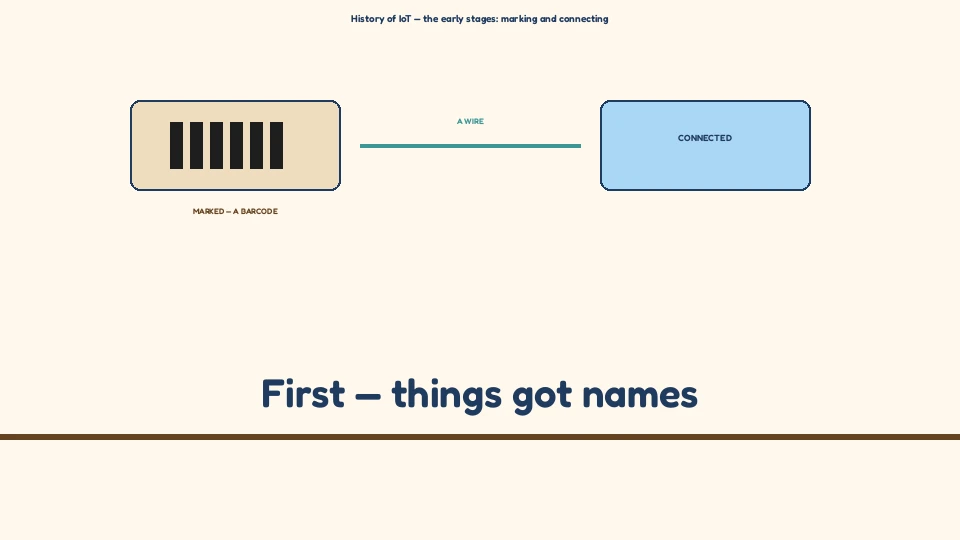 History of IoT — the early stages: marking and connecting
A WIRE
CONNECTED
MARKED — A BARCODE
First — things got names